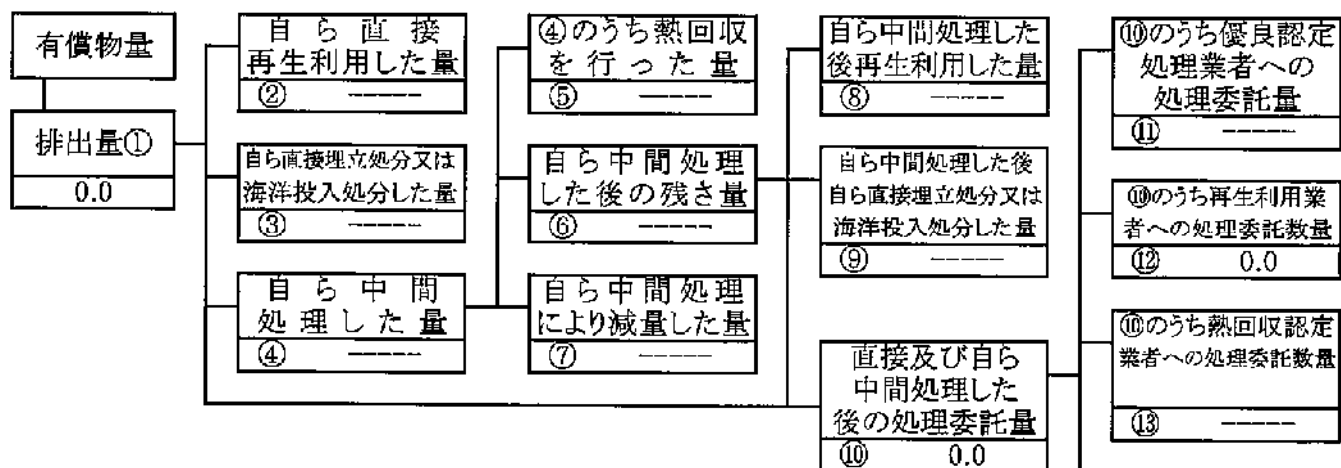 有償物量
排出量①
0.0
自ら直接
再生利用した量
② -----
自ら直接埋立処分又は
海洋投入処分した量
③ -----
自ら中間
処理した量
④ -----
④のうち熱回収
を行った量
⑤ -----
自ら中間処理
した後の残さ量
⑥ -----
自ら中間処理
により減量した量
⑦ -----
自ら中間処理した
後再生利用した量
⑧ -----
自ら中間処理した後
自ら直接埋立処分又は
海洋投入処分した量
⑨ -----
直接及び自ら
中間処理した
後の処理委託量
⑩ 0.0
⑩のうち優良認定
処理業者への
処理委託量
⑪ -----
⑩のうち再生利用業
者への処理委託数量
⑫ 0.0
⑩のうち熱回収認定
業者への処理委託数量
⑬ -----